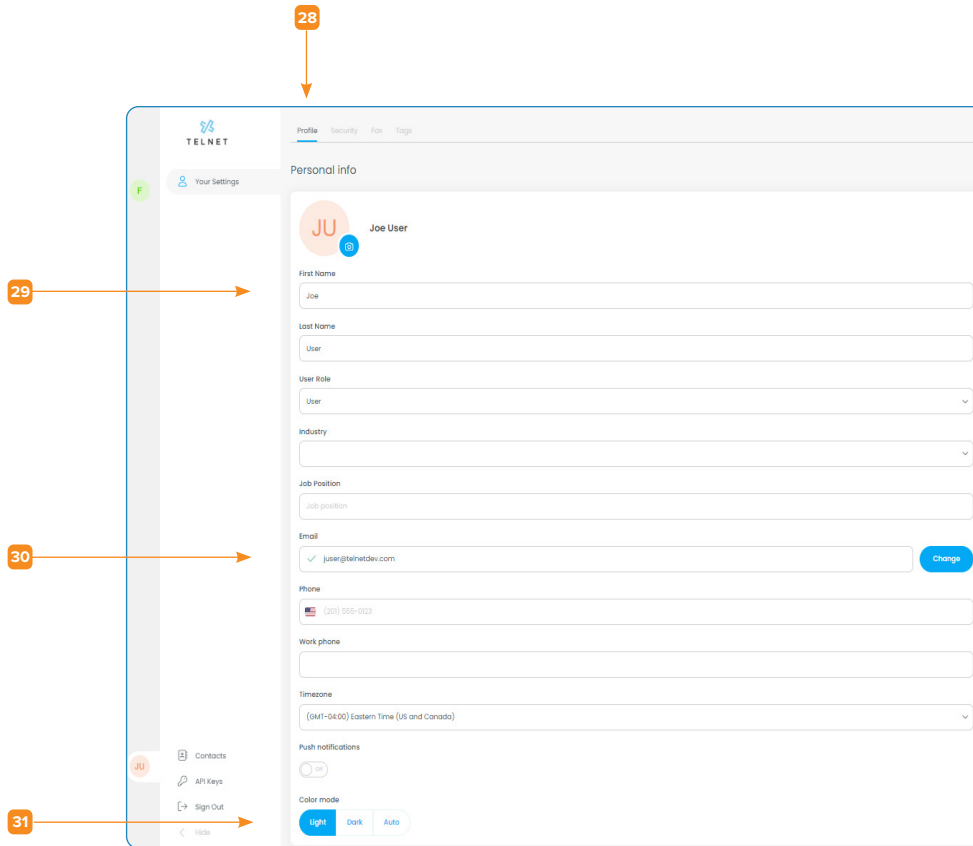 28
TELNET
Profile Security Fax Tags
Personal info
F
Your Settings
JU
Joe User
First Name
29
Joe
Last Name
User
User Role
User
Industry
Job Position
Job position
Email
30
juser@telnetdev.com
Change
Phone
(201) 555-0123
Work phone
Timezone
(GMT-04:00) Eastern Time (US and Canada)
Push notifications
Off
Contacts
JU
API Keys
Sign Out
Hide
Color mode
31
Light Dark Auto